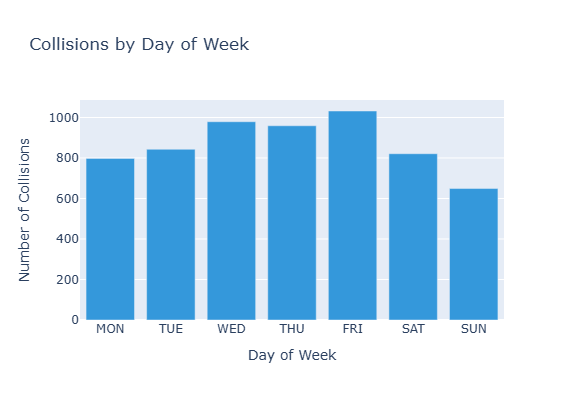 Collisions by Day of Week
Number of Collisions
1000
800
600
400
200
0
MON TUE WED THU FRI SAT SUN
Day of Week